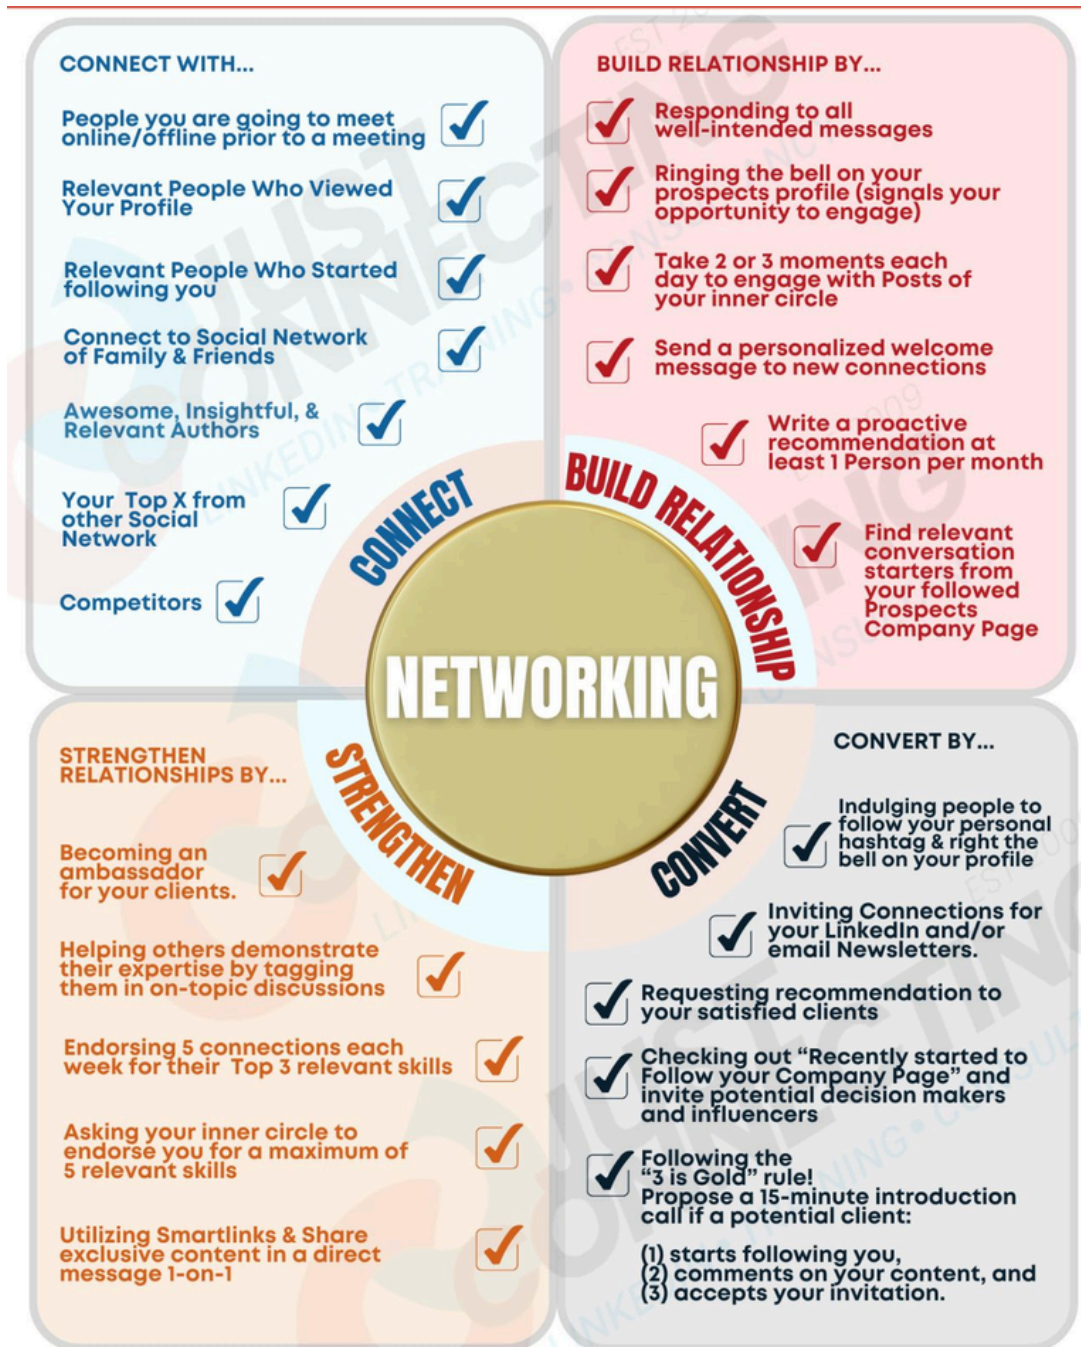 CONNECT WITH...
People you are going to meet
online/offline prior to a meeting
Relevant People Who Viewed
Your Profile
Relevant People Who Started
following you
Connect to Social Network
of Family & Friends
Awesome, Insightful, &
Relevant Authors
Your Top X from
other Social
Network
Competitors
BUILD RELATIONSHIP BY...
Responding to all
well-intended messages
Ringing the bell on your
prospects profile (signals your
opportunity to engage)
Take 2 or 3 moments each
day to engage with Posts of
your inner circle
Send a personalized welcome
message to new connections
Write a proactive
recommendation at
least 1 Person per month
Find relevant
conversation
starters from
your followed
Prospects
Company Page
CONNECT
BUILD RELATIONSHIP
NETWORKING
STRENGTHEN
CONVERT
STRENGTHEN
RELATIONSHIPS BY...
Becoming an
ambassador
for your clients.
Helping others demonstrate
their expertise by tagging
them in on-topic discussions
Endorsing 5 connections each
week for their Top 3 relevant skills
Asking your inner circle to
endorse you for a maximum of
5 relevant skills
Utilizing Smartlinks & Share
exclusive content in a direct
message 1-on-1
CONVERT BY...
Indulging people to
follow your personal
hashtag & right the
bell on your profile
Inviting Connections for
your LinkedIn and/or
email Newsletters.
Requesting recommendation to
your satisfied clients
Checking out “Recently started to
Follow your Company Page” and
invite potential decision makers
and influencers
Following the
“3 is Gold” rule!
Propose a 15-minute introduction
call if a potential client:
(1) starts following you,
(2) comments on your content, and
(3) accepts your invitation.
JUST
CONNECTING
LINKEDIN • TRAINING • CONSULTANCY